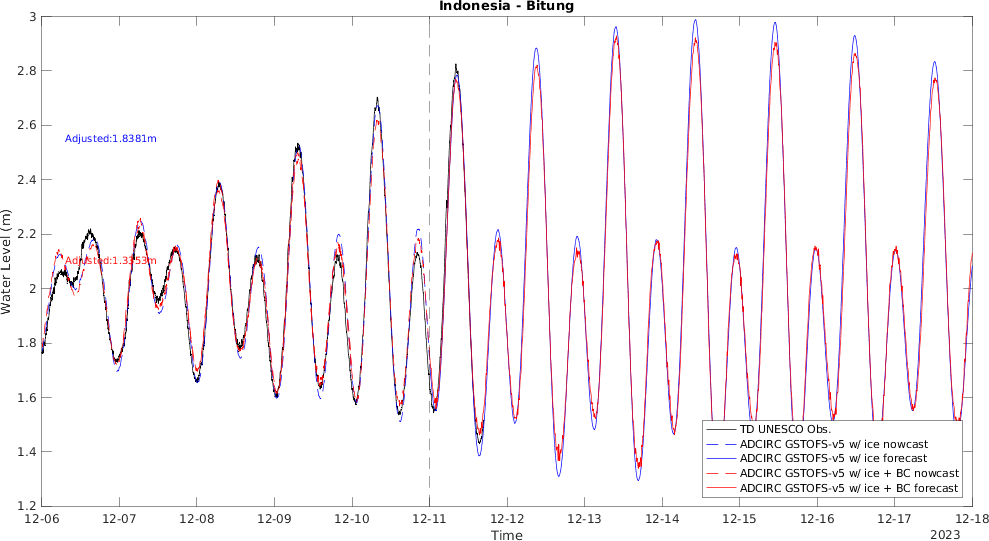 Indonesia - Bitung
3
2.8
2.6
2.4
2.2
2
1.8
1.6
1.4
1.2
Water Level (m)
Adjusted:1.8381m
Adjusted:1.3353m
TD UNESCO Obs.
ADCIRC GSTOFS-v5 w/ ice nowcast
ADCIRC GSTOFS-v5 w/ ice forecast
ADCIRC GSTOFS-v5 w/ ice + BC nowcast
ADCIRC GSTOFS-v5 w/ ice + BC forecast
12-06 12-07 12-08 12-09 12-10 12-11 12-12 12-13 12-14 12-15 12-16 12-17 12-18
Time
2023